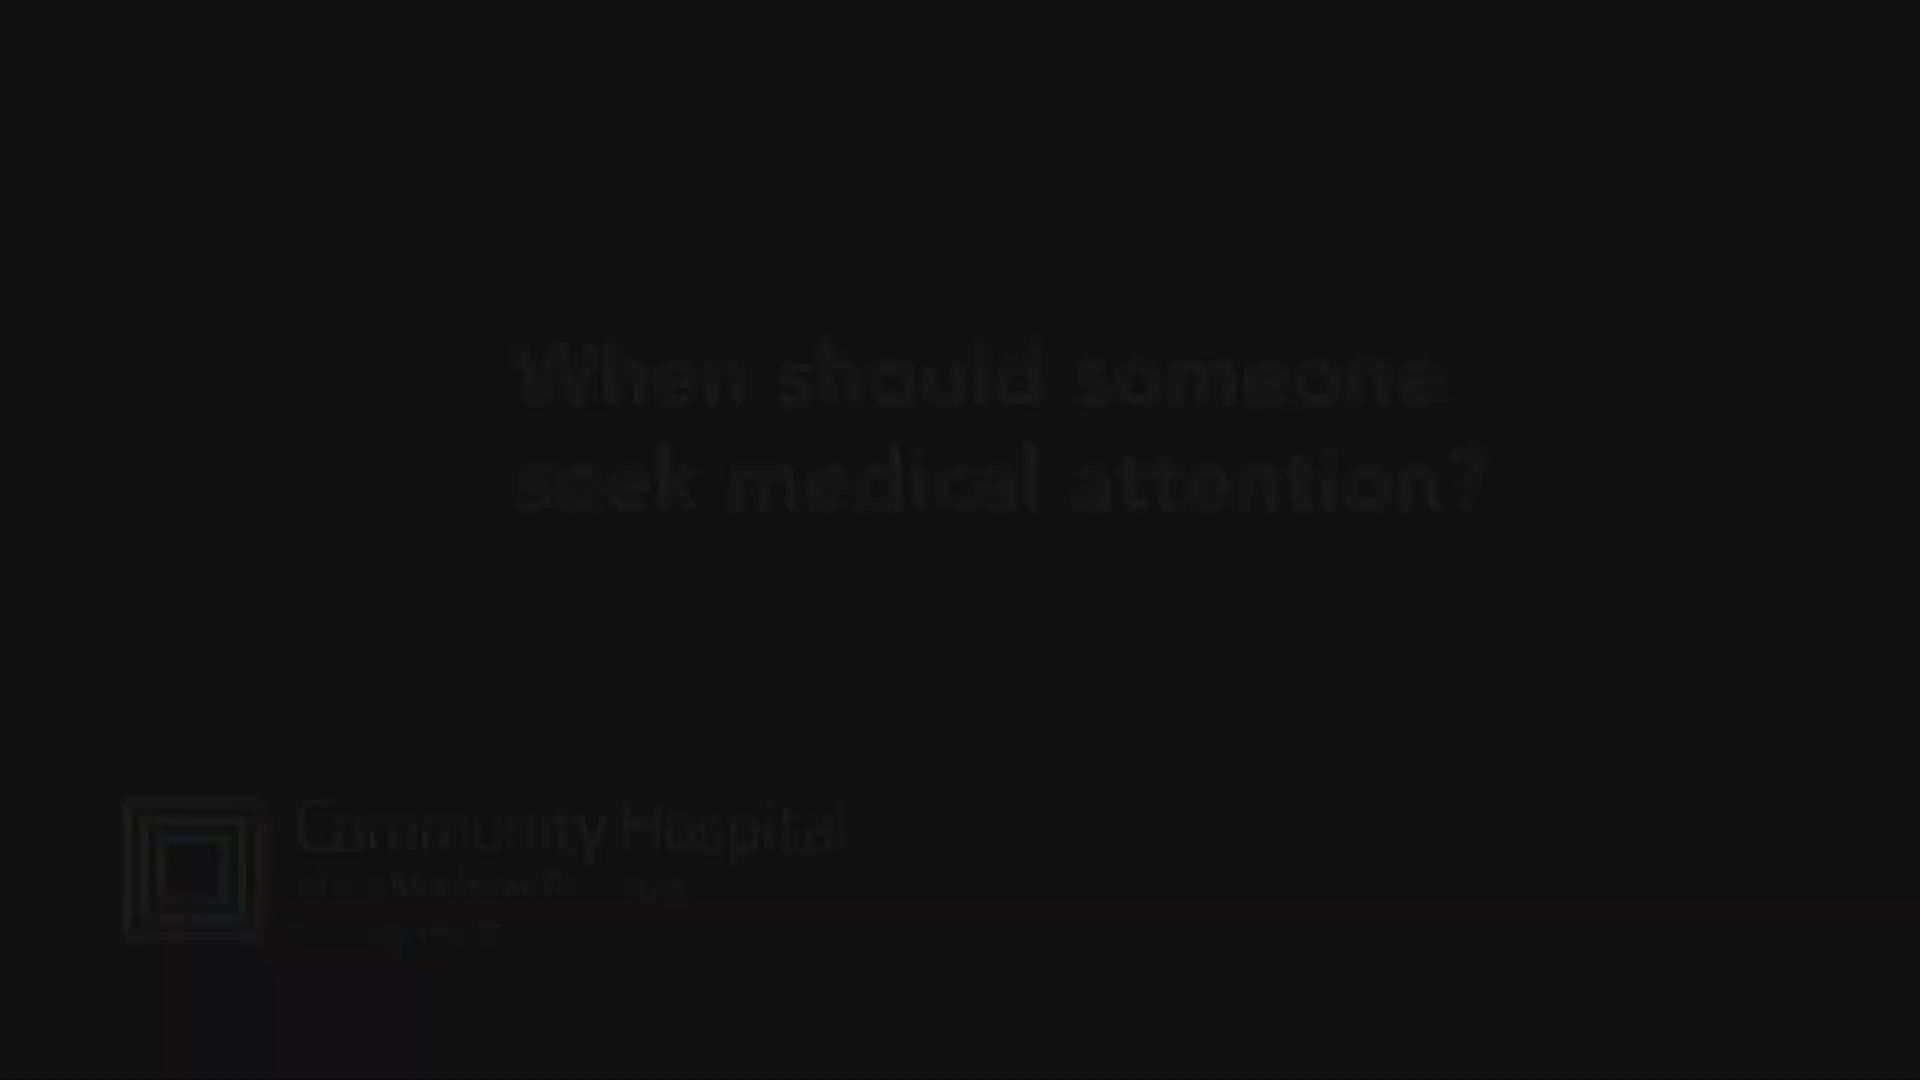 When should someone
seek medical attention?
Community Hospital